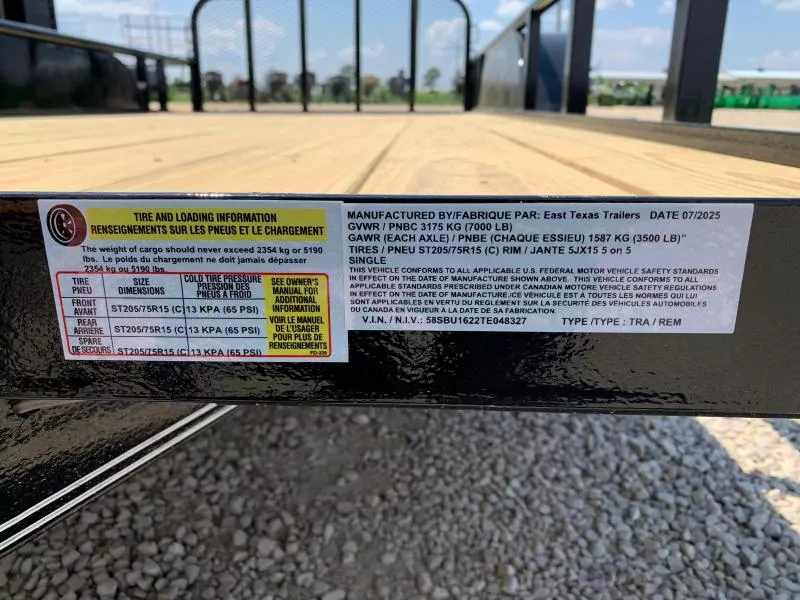 TIRE AND LOADING INFORMATION
RENSEIGNEMENTS SUR LES PNEUS ET LE CHARGEMENT
The weight of cargo should never exceed 2354 kg or 5190
lbs. Le poids du chargement ne doit jamais dépasser
2354 kg ou 5190 lbs.
TIRE PNEU | SIZE DIMENSIONS | COLD TIRE PRESSURE PRESSION DES PNEUS À FROID
FRONT AVANT | ST205/75R15 (C) | 13 KPA (65 PSI)
REAR ARRIÈRE | ST205/75R15 (C) | 13 KPA (65 PSI)
SPARE DE SECOURS | ST205/75R15 (C) | 13 KPA (65 PSI)
SEE OWNER'S
MANUAL FOR
ADDITIONAL
INFORMATION
VOIR LE MANUEL
DE L'USAGER
POUR PLUS DE
RENSEIGNEMENTS
FD-339
MANUFACTURED BY/FABRIQUE PAR: East Texas Trailers DATE 07/2025
GVWR / PNBC 3175 KG (7000 LB)
GAWR (EACH AXLE) / PNBE (CHAQUE ESSIEU) 1587 KG (3500 LB)"
TIRES / PNEU ST205/75R15 (C) RIM / JANTE 5JX15 5 on 5
SINGLE
THIS VEHICLE CONFORMS TO ALL APPLICABLE U.S. FEDERAL MOTOR VEHICLE SAFETY STANDARDS
IN EFFECT ON THE DATE OF MANUFACTURE SHOWN ABOVE. THIS VEHICLE CONFORMS TO ALL
APPLICABLE STANDARDS PRESCRIBED UNDER CANADIAN MOTORE VEHICLE SAFETY REGULATIONS
IN EFFECT ON THE DATE OF MANUFACTURE./CE VÉHICULE EST À TOUTES LES NORMES QUI LUI
SONT APPLICABLES EN VERTU DU RÈGLEMENT SUR LA SÉCURITÉ DES VÉHICULES AUTOMOBILES
DU CANADA EN VIGUEUR À LA DATE DE SA FABRICATION.
V.I.N. / N.I.V.: 58SBU1622TE048327 TYPE /TYPE : TRA / REM